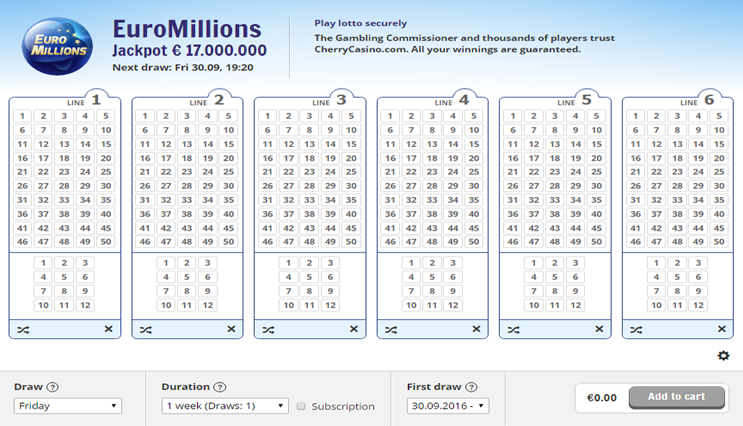 EURO
MILLIONS
EuroMillions
Jackpot € 17.000.000
Next draw: Fri 30.09, 19:20
Play lotto securely
The Gambling Commissioner and thousands of players trust
CherryCasino.com. All your winnings are guaranteed.
LINE 1
1 2 3 4 5
6 7 8 9 10
11 12 13 14 15
16 17 18 19 20
21 22 23 24 25
26 27 28 29 30
31 32 33 34 35
36 37 38 39 40
41 42 43 44 45
46 47 48 49 50
1 2 3
4 5 6
7 8 9
10 11 12
LINE 2
1 2 3 4 5
6 7 8 9 10
11 12 13 14 15
16 17 18 19 20
21 22 23 24 25
26 27 28 29 30
31 32 33 34 35
36 37 38 39 40
41 42 43 44 45
46 47 48 49 50
1 2 3
4 5 6
7 8 9
10 11 12
LINE 3
1 2 3 4 5
6 7 8 9 10
11 12 13 14 15
16 17 18 19 20
21 22 23 24 25
26 27 28 29 30
31 32 33 34 35
36 37 38 39 40
41 42 43 44 45
46 47 48 49 50
1 2 3
4 5 6
7 8 9
10 11 12
LINE 4
1 2 3 4 5
6 7 8 9 10
11 12 13 14 15
16 17 18 19 20
21 22 23 24 25
26 27 28 29 30
31 32 33 34 35
36 37 38 39 40
41 42 43 44 45
46 47 48 49 50
1 2 3
4 5 6
7 8 9
10 11 12
LINE 5
1 2 3 4 5
6 7 8 9 10
11 12 13 14 15
16 17 18 19 20
21 22 23 24 25
26 27 28 29 30
31 32 33 34 35
36 37 38 39 40
41 42 43 44 45
46 47 48 49 50
1 2 3
4 5 6
7 8 9
10 11 12
LINE 6
1 2 3 4 5
6 7 8 9 10
11 12 13 14 15
16 17 18 19 20
21 22 23 24 25
26 27 28 29 30
31 32 33 34 35
36 37 38 39 40
41 42 43 44 45
46 47 48 49 50
1 2 3
4 5 6
7 8 9
10 11 12
Draw ?
Friday
Duration ?
1 week (Draws: 1)
Subscription
First draw ?
30.09.2016 -
€0.00
Add to cart